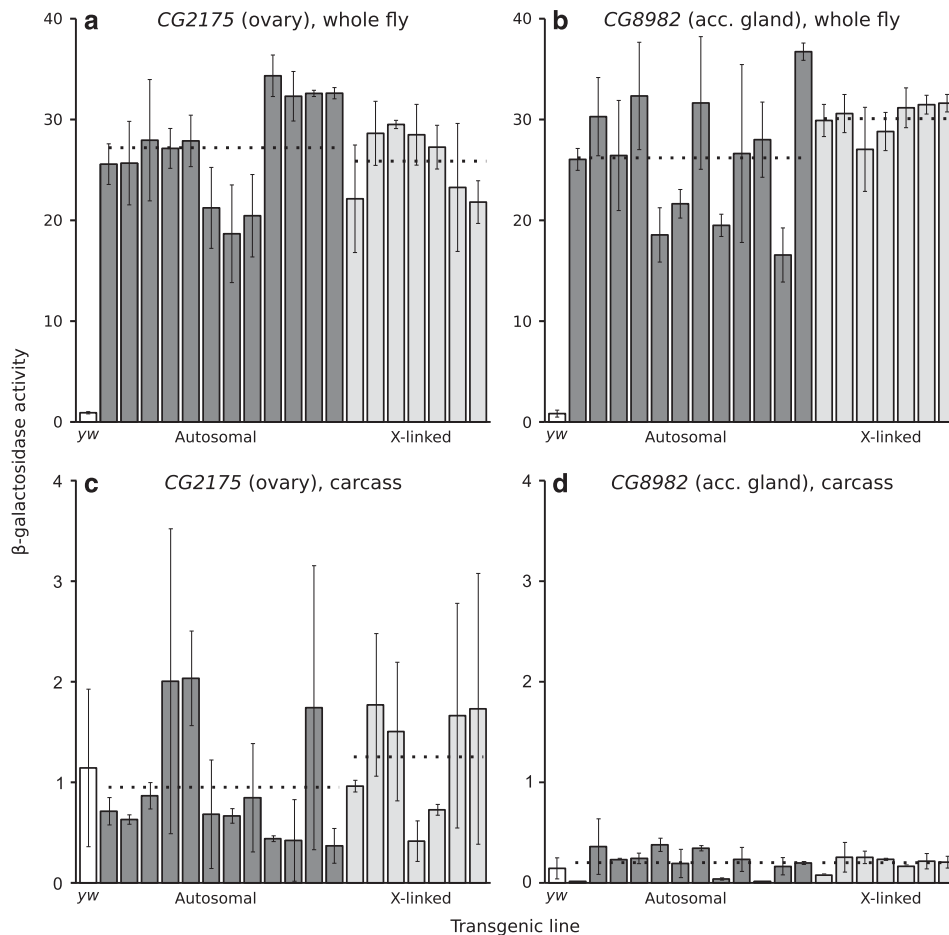 a CG2175 (ovary), whole fly
40
30
20
10
0
yw Autosomal X-linked
b CG8982 (acc. gland), whole fly
40
30
20
10
0
yw Autosomal X-linked
β-galactosidase activity
c CG2175 (ovary), carcass
4
3
2
1
0
yw Autosomal X-linked
d CG8982 (acc. gland), carcass
4
3
2
1
0
yw Autosomal X-linked
Transgenic line